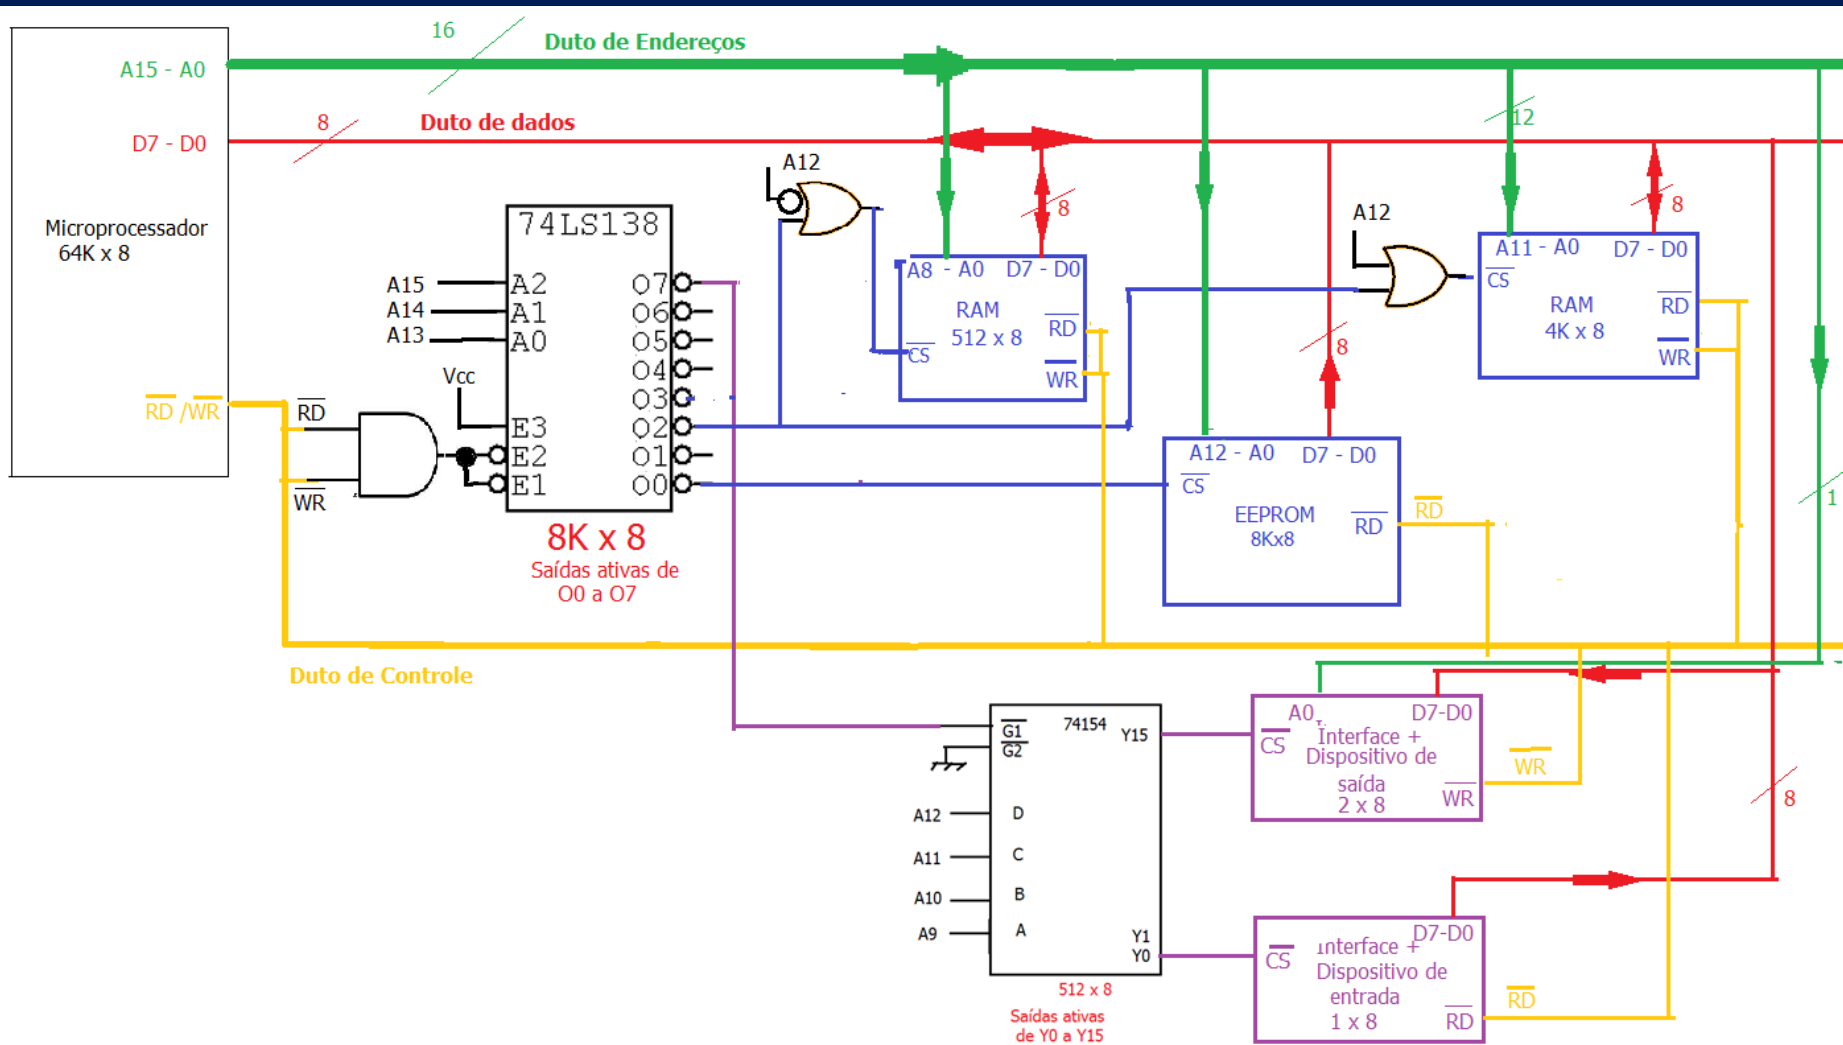 16
Duto de Endereços
A15 - A0
8
Duto de dados
D7 - D0
Microprocessador
64K x 8
RD /WR
RD
WR
Duto de Controle
74LS138
A15
A14
A13
A2
A1
A0
Vcc
E3
E2
E1
O7
O6
O5
O4
O3
O2
O1
O0
8K x 8
Saídas ativas de
O0 a O7
A12
A8 - A0 D7 - D0
RAM
512 x 8
RD
CS
WR
8
A12
12
8
A11 - A0 D7 - D0
CS
RAM
4K x 8
RD
WR
8
A12 - A0 D7 - D0
CS
EEPROM
8Kx8
RD
RD
1
74154
G1
G2
Y15
A12
D
A11
C
A10
B
A9
A
Y1
Y0
512 x 8
Saídas ativas
de Y0 a Y15
A0 D7-D0
CS
Interface +
Dispositivo de
saída
2 x 8
WR
WR
8
D7-D0
CS
Interface +
Dispositivo de
entrada
1 x 8
RD
RD